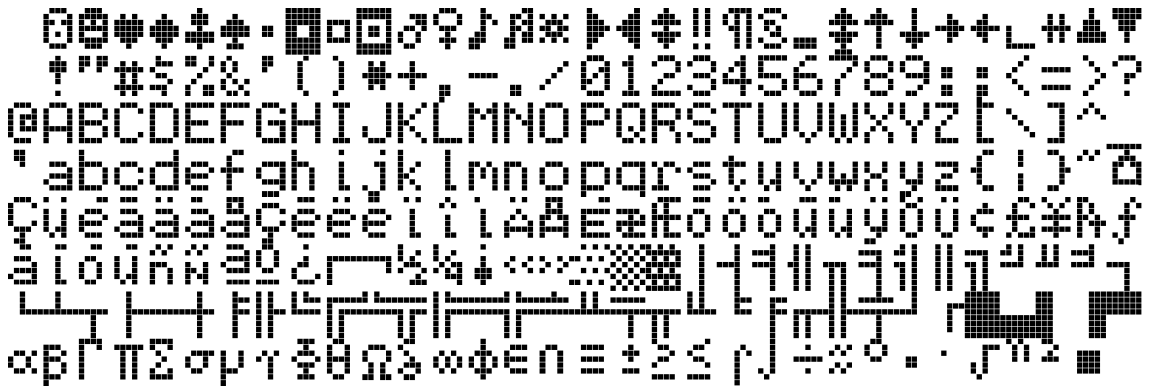 ☺☻♥♦♣♠•◘○◙♂♀♪♫☼►◄↕‼¶§▬↨↑↓→←∟↔▲▼
!"#$%&'()*+,-./0123456789:;<=>?
@ABCDEFGHIJKLMNOPQRSTUVWXYZ[\]^_
`abcdefghijklmnopqrstuvwxyz{|}~⌂
ÇüéâäàåçêëèïîìÄÅÉæÆôöòûùÿÖÜ¢£¥₧ƒ
áíóúñÑªº¿⌐¬½¼¡«»░▒▓│┤╡╢╖╕╣║╗╝╜╛┐
└┴┬├─┼╞╟╚╔╩╦╠═╬╧╨╤╥╙╘╒╓╫╪┘┌█▄▌▐▀
αßΓπΣσµτΦΘΩδ∞φε∩≡±≥≤⌠⌡÷≈°∙·√ⁿ²■